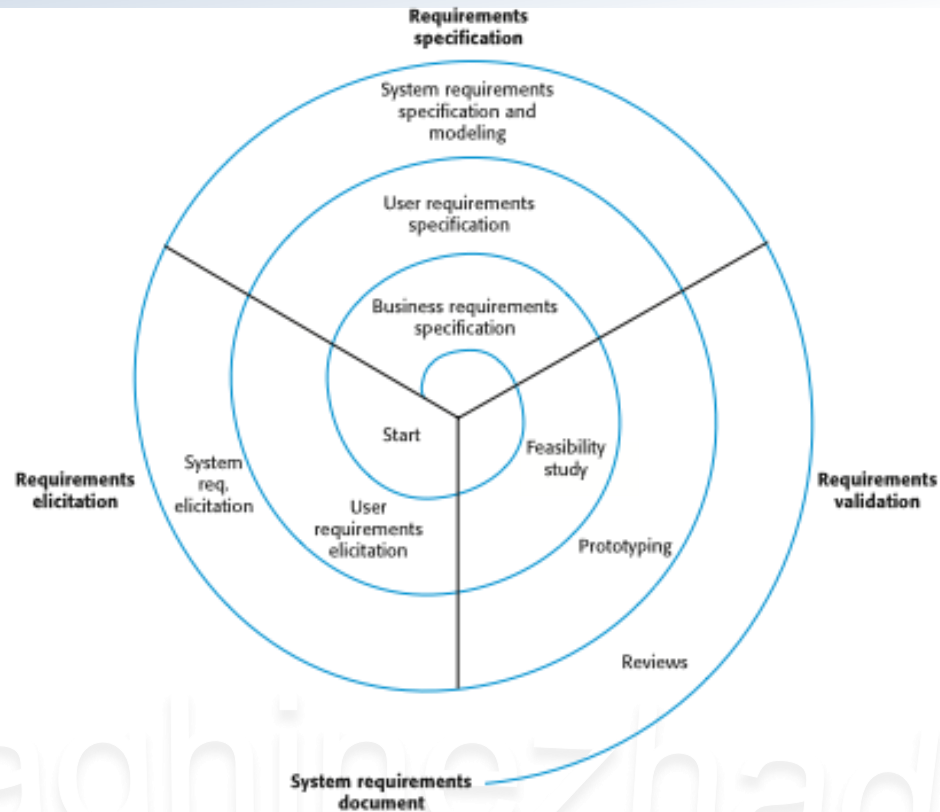 Requirements
specification
System requirements
specification and
modeling
User requirements
specification
Business requirements
specification
Start
Feasibility
study
System
req.
elicitation
Requirements
elicitation
Requirements
validation
User
requirements
elicitation
Prototyping
Reviews
System requirements
document